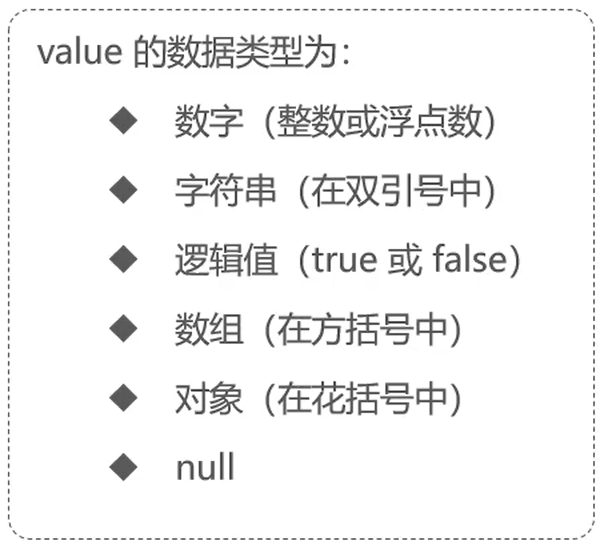 value 的数据类型为：
◆ 数字（整数或浮点数）
◆ 字符串（在双引号中）
◆ 逻辑值（true 或 false）
◆ 数组（在方括号中）
◆ 对象（在花括号中）
◆ null